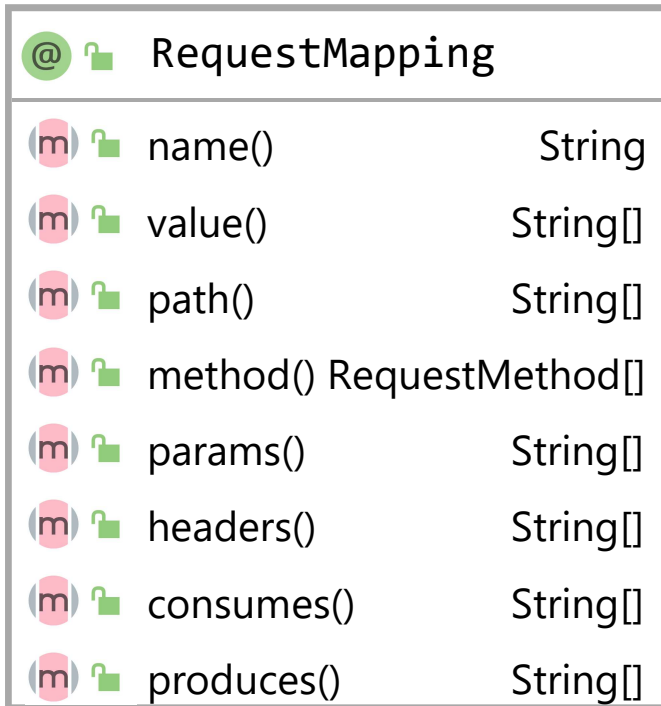 @ RequestMapping
m name() String
m value() String[]
m path() String[]
m method() RequestMethod[]
m params() String[]
m headers() String[]
m consumes() String[]
m produces() String[]